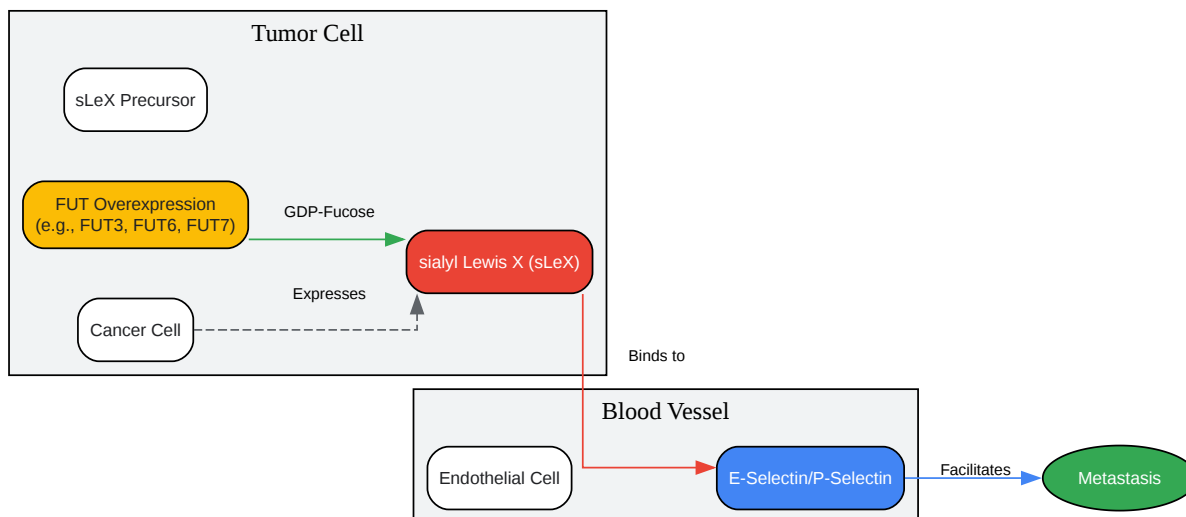 Tumor Cell
sLeX Precursor
FUT Overexpression
(e.g., FUT3, FUT6, FUT7)
GDP-Fucose
sialyl Lewis X (sLeX)
Expresses
Cancer Cell
Binds to
Blood Vessel
Endothelial Cell
E-Selectin/P-Selectin
Facilitates
Metastasis